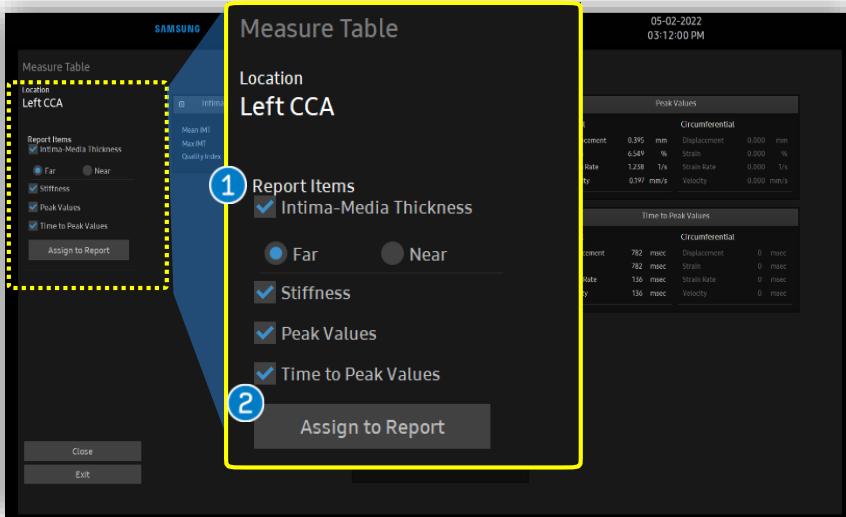 SAMSUNG
05-02-2022
03:12:00 PM
Measure Table
Location
Left CCA
Report Items
Intima-Media Thickness
Far Near
Stiffness
Peak Values
Time to Peak Values
Assign to Report
Close
Exit
Measure Table
Location
Left CCA
1
Report Items
Intima-Media Thickness
Far Near
Stiffness
Peak Values
Time to Peak Values
2
Assign to Report
Intima
Mean IMT
Max IMT
Quality Index
Peak Values
Circumferential
0.395 mm Displacement 0.000 mm
6.549 % Strain 0.000 %
Rate 1.238 1/s Strain Rate 0.000 1/s
0.197 mm/s Velocity 0.000 mm/s
Time to Peak Values
Circumferential
782 msec Displacement 0 msec
782 msec Strain 0 msec
Rate 136 msec Strain Rate 0 msec
136 msec Velocity 0 msec